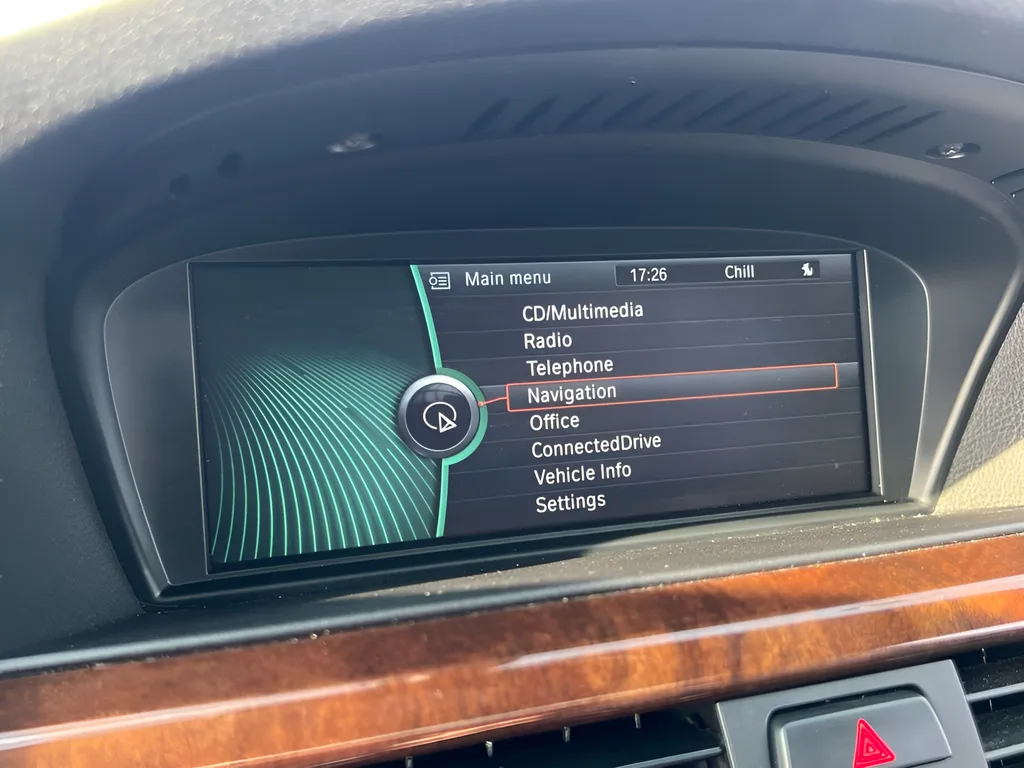 Main menu 17:26 Chill
CD/Multimedia
Radio
Telephone
Navigation
Office
ConnectedDrive
Vehicle Info
Settings